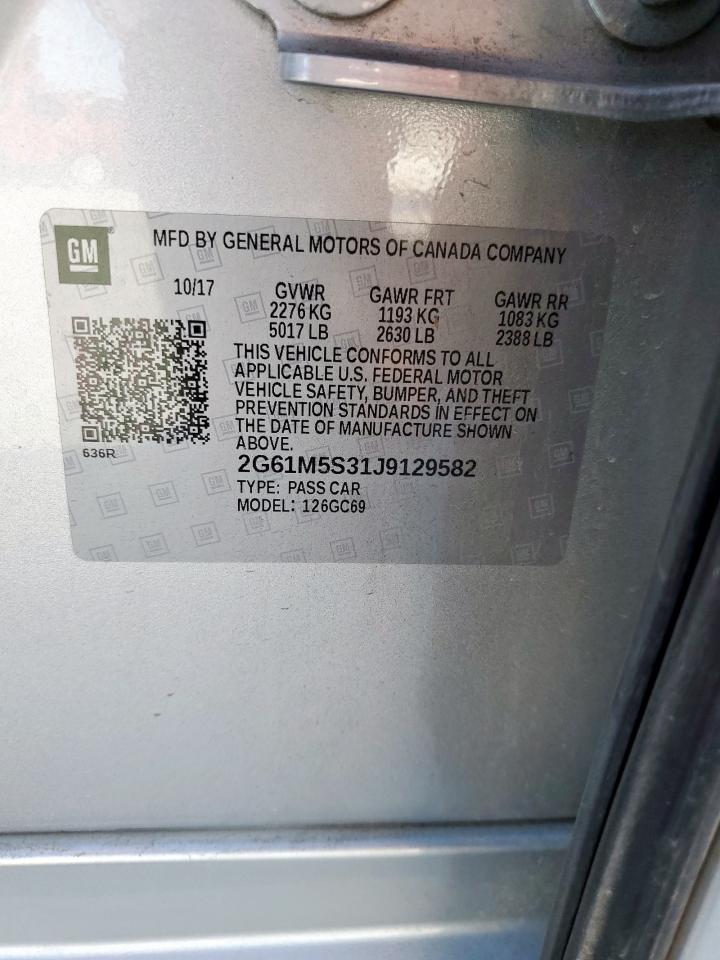 GM
MFD BY GENERAL MOTORS OF CANADA COMPANY
10/17
GVWR
2276 KG
5017 LB
GAWR FRT
1193 KG
2630 LB
GAWR RR
1083 KG
2388 LB
THIS VEHICLE CONFORMS TO ALL
APPLICABLE U.S. FEDERAL MOTOR
VEHICLE SAFETY, BUMPER, AND THEFT
PREVENTION STANDARDS IN EFFECT ON
THE DATE OF MANUFACTURE SHOWN
ABOVE.
636R
2G61M5S31J9129582
TYPE: PASS CAR
MODEL: 126GC69